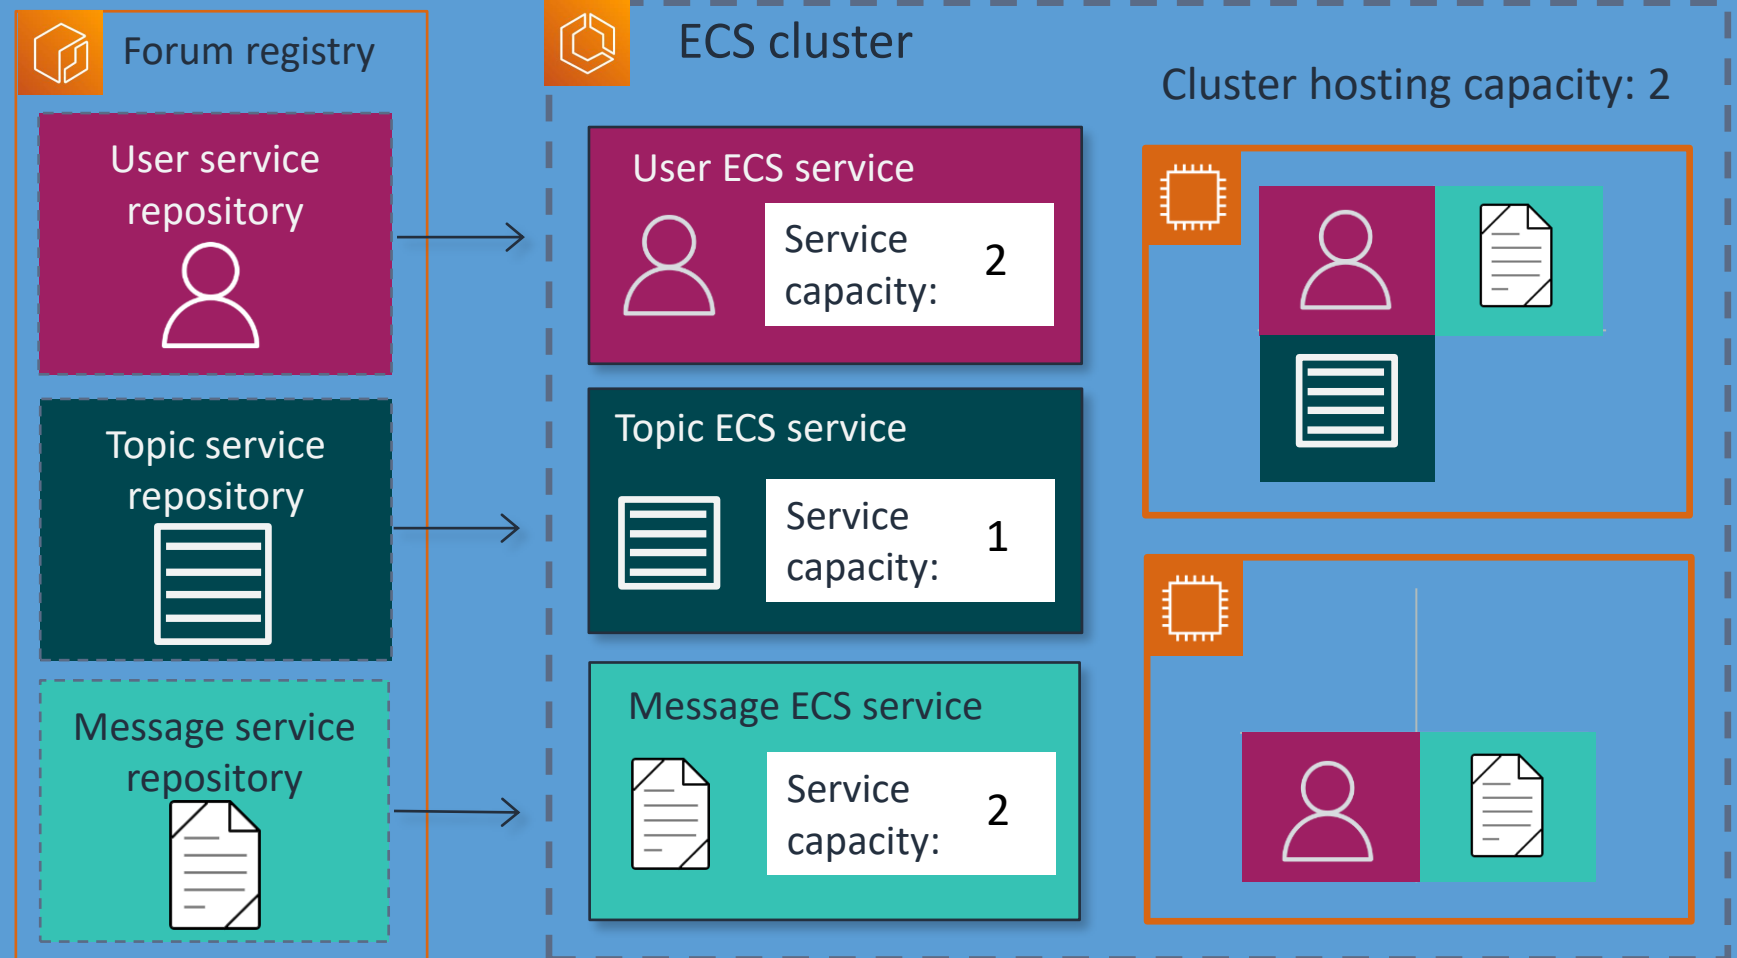 Forum registry
User service
repository
Topic service
repository
Message service
repository
ECS cluster
Cluster hosting capacity: 2
User ECS service
Service
capacity: 2
Topic ECS service
Service
capacity: 1
Message ECS service
Service
capacity: 2